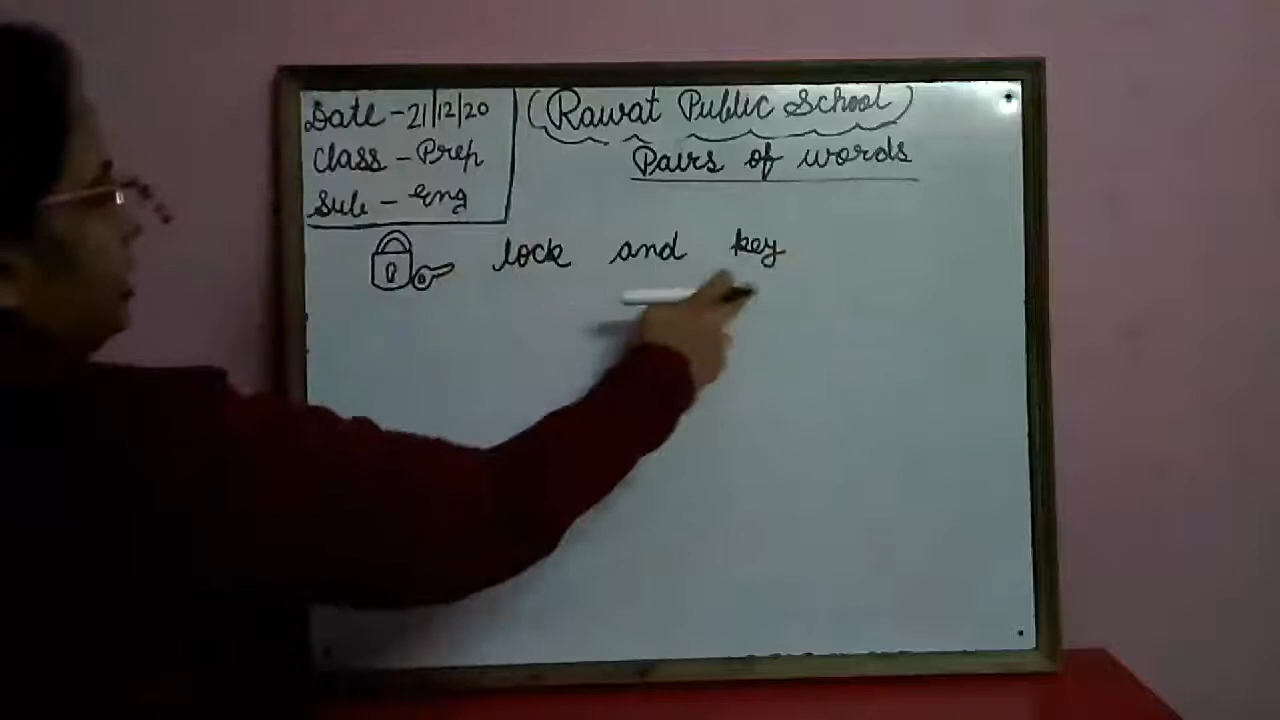 Date - 21/12/20
Class - Prep
Sub - Eng
(Rawat Public School)
Pairs of words
lock and key